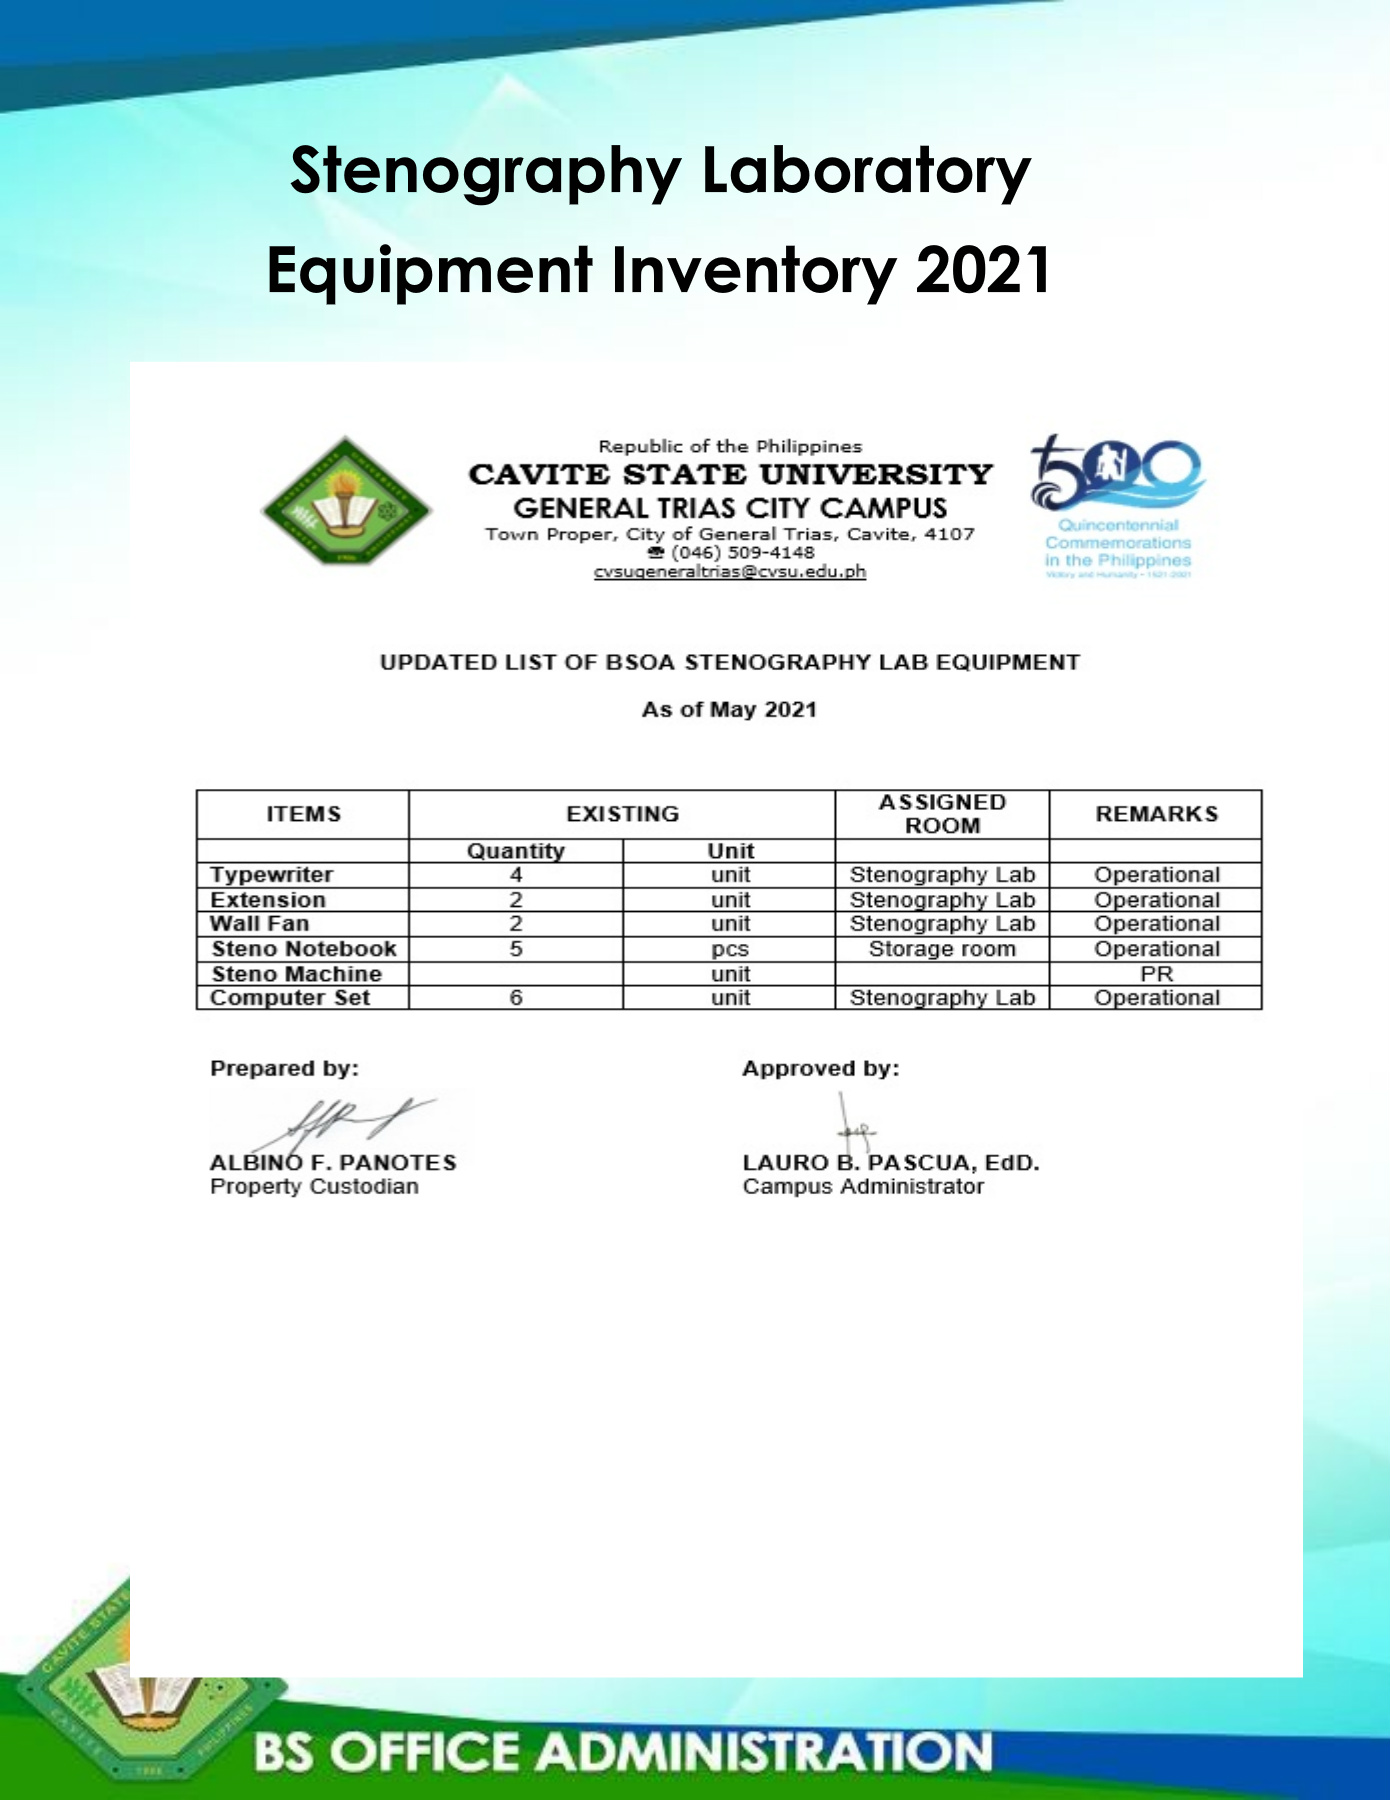 Stenography Laboratory
Equipment Inventory 2021
Republic of the Philippines
CAVITE STATE UNIVERSITY
GENERAL TRIAS CITY CAMPUS
Town Proper, City of General Trias, Cavite, 4107
☎ (046) 509-4148
cvsugeneraltrias@cvsu.edu.ph
500
Quincentennial
Commemorations
in the Philippines
Victory and Humanity • 1521-2021
UPDATED LIST OF BSOA STENOGRAPHY LAB EQUIPMENT
As of May 2021
ITEMS EXISTING ASSIGNED ROOM REMARKS
Quantity Unit
Typewriter 4 unit Stenography Lab Operational
Extension 2 unit Stenography Lab Operational
Wall Fan 2 unit Stenography Lab Operational
Steno Notebook 5 pcs Storage room Operational
Steno Machine unit PR
Computer Set 6 unit Stenography Lab Operational
Prepared by: Approved by:
ALBINO F. PANOTES LAURO B. PASCUA, EdD.
Property Custodian Campus Administrator
CAVITE STATE
CAVITE
PHILIPPINES
1906
BS OFFICE ADMINISTRATION